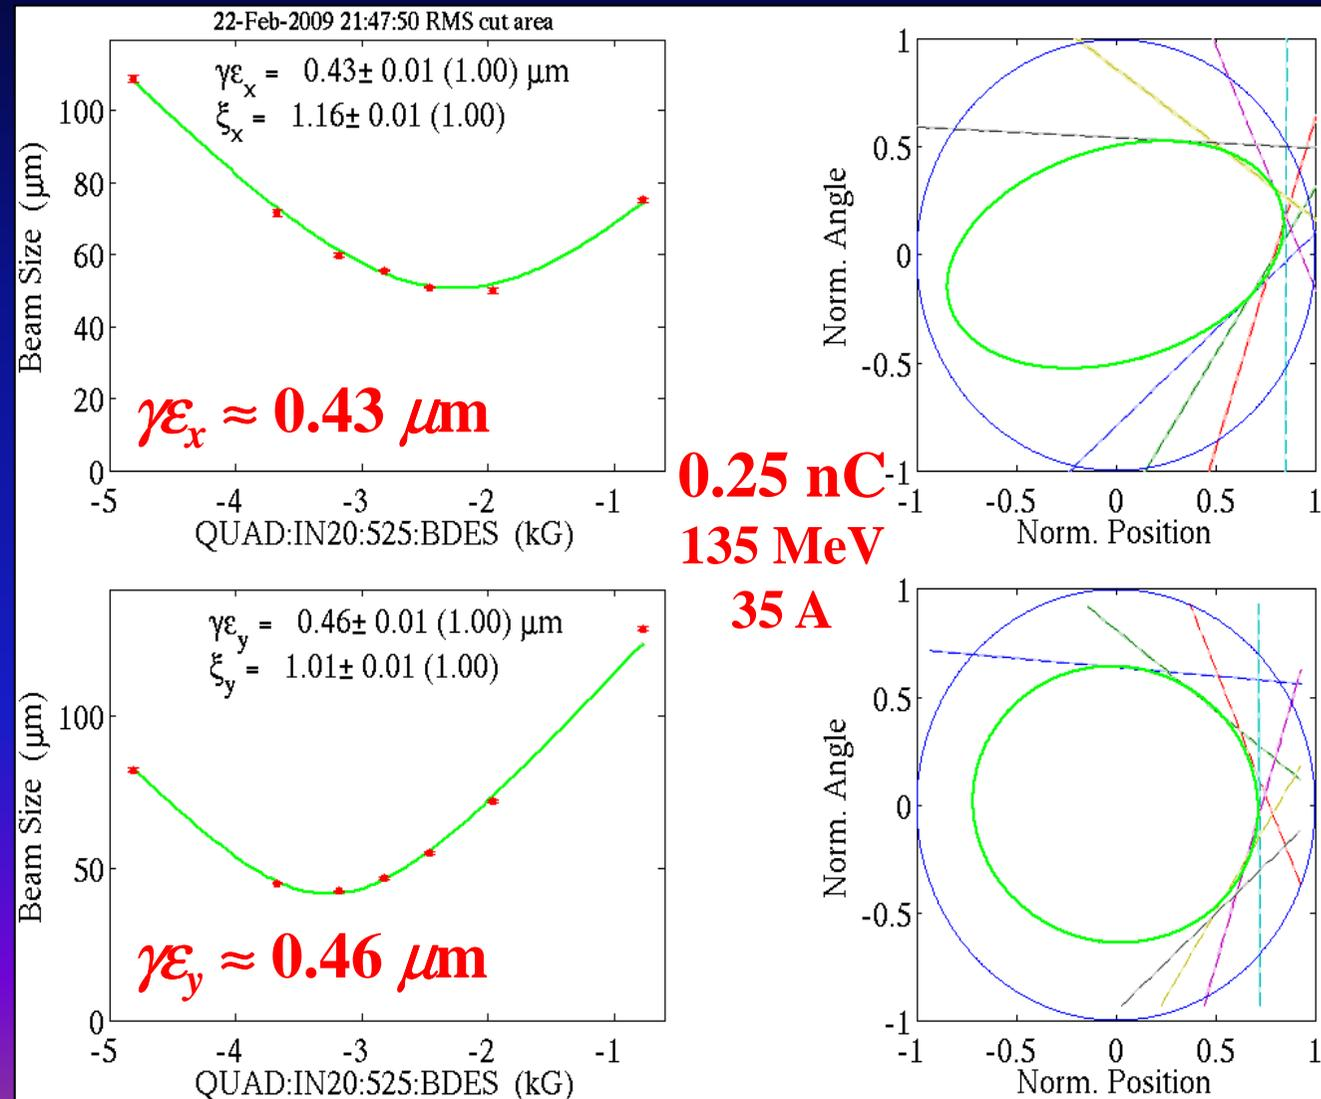 22-Feb-2009 21:47:50 RMS cut area
γεx = 0.43± 0.01 (1.00) μm
ξx = 1.16± 0.01 (1.00)
Beam Size (μm)
100
80
60
40
20
0
γεx ≈ 0.43 μm
-5 -4 -3 -2 -1
QUAD:IN20:525:BDES (kG)
Norm. Angle
1
0.5
0
-0.5
-1
-1 -0.5 0 0.5 1
Norm. Position
0.25 nC
135 MeV
35 A
γεy = 0.46± 0.01 (1.00) μm
ξy = 1.01± 0.01 (1.00)
Beam Size (μm)
100
50
0
γεy ≈ 0.46 μm
-5 -4 -3 -2 -1
QUAD:IN20:525:BDES (kG)
Norm. Angle
1
0.5
0
-0.5
-1
-1 -0.5 0 0.5 1
Norm. Position